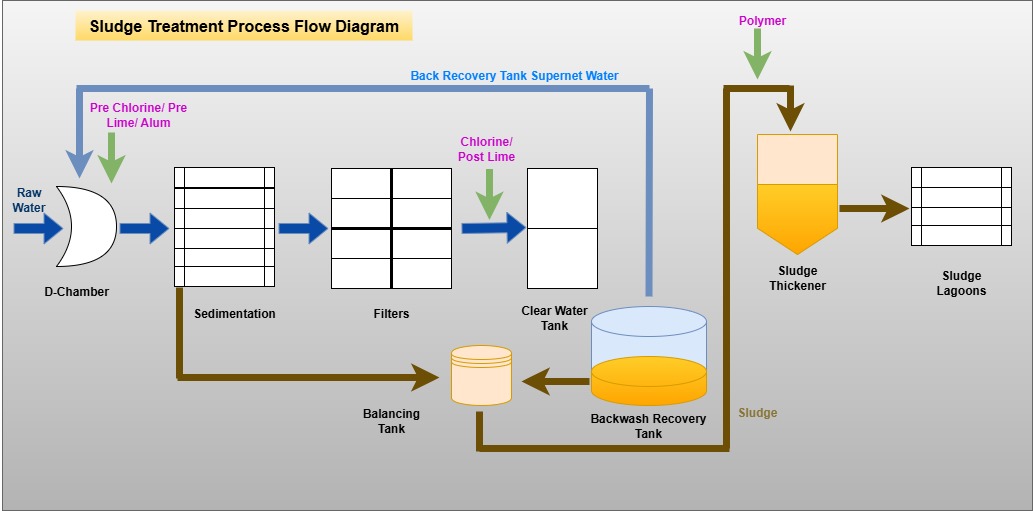 Sludge Treatment Process Flow Diagram
Polymer
Back Recovery Tank Supernet Water
Pre Chlorine/ Pre
Lime/ Alum
Chlorine/
Post Lime
Raw
Water
D-Chamber
Sedimentation
Filters
Clear Water
Tank
Sludge
Thickener
Sludge
Lagoons
Balancing
Tank
Backwash Recovery
Tank
Sludge